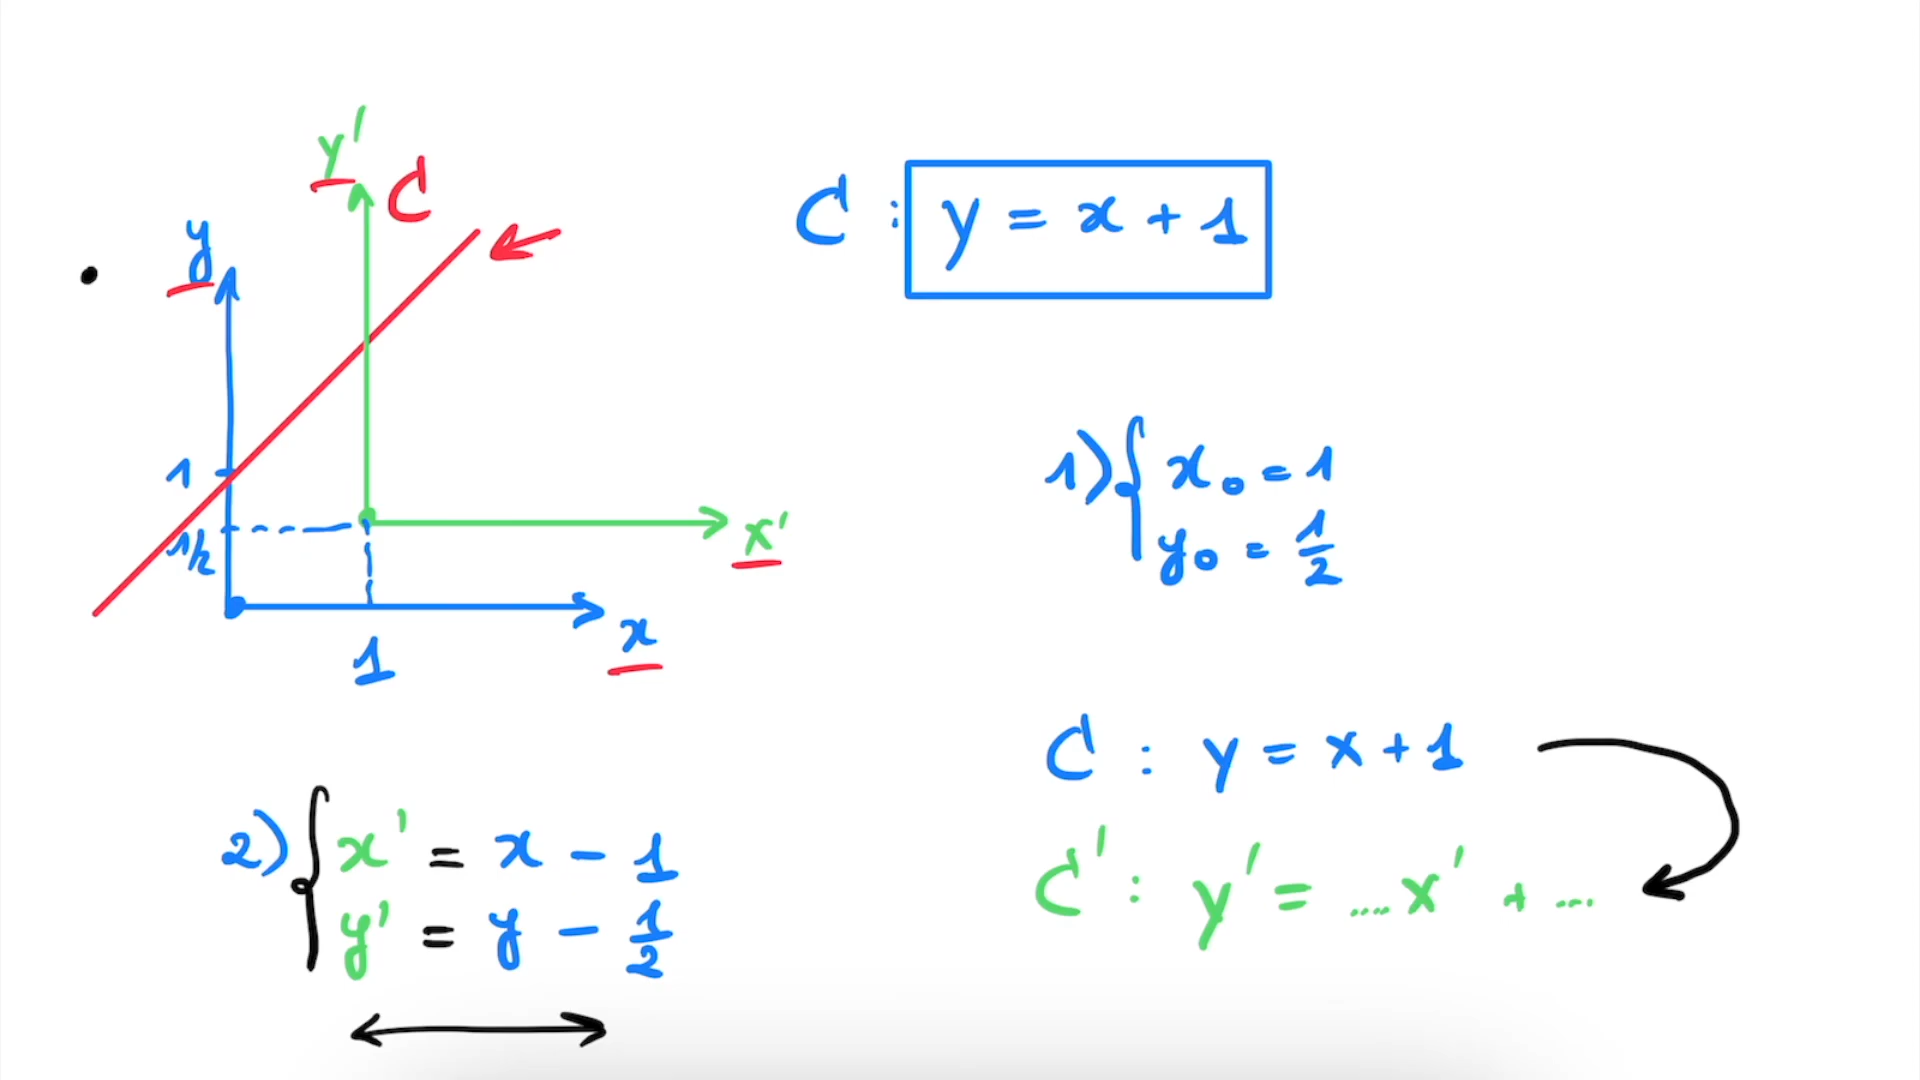 y'
C
y
C : y = x + 1
1
1/2
x'
x
1
1) { x₀ = 1
y₀ = 1/2
C : y = x + 1
C' : y' = ....x' + ...
2) { x' = x - 1
y' = y - 1/2